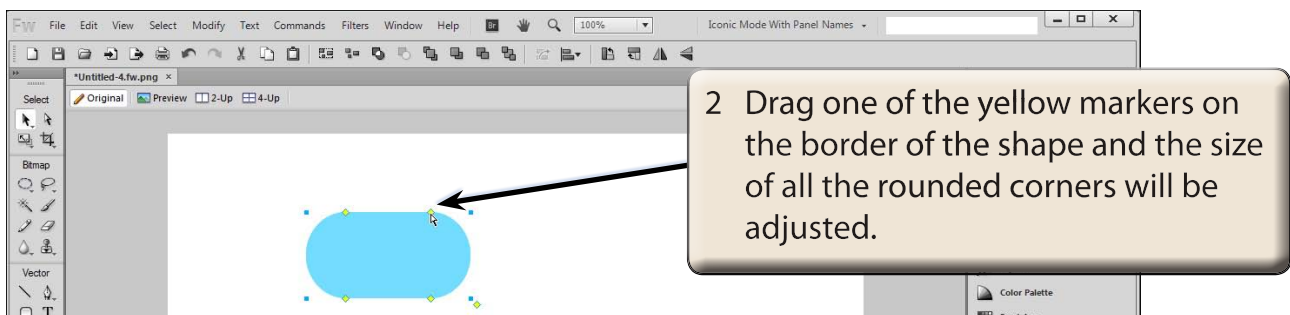 Fw File Edit View Select Modify Text Commands Filters Window Help Br 100% Iconic Mode With Panel Names
*Untitled-4.fw.png ×
Select Original Preview 2-Up 4-Up
Bitmap
Vector
2 Drag one of the yellow markers on
the border of the shape and the size
of all the rounded corners will be
adjusted.
Color Palette